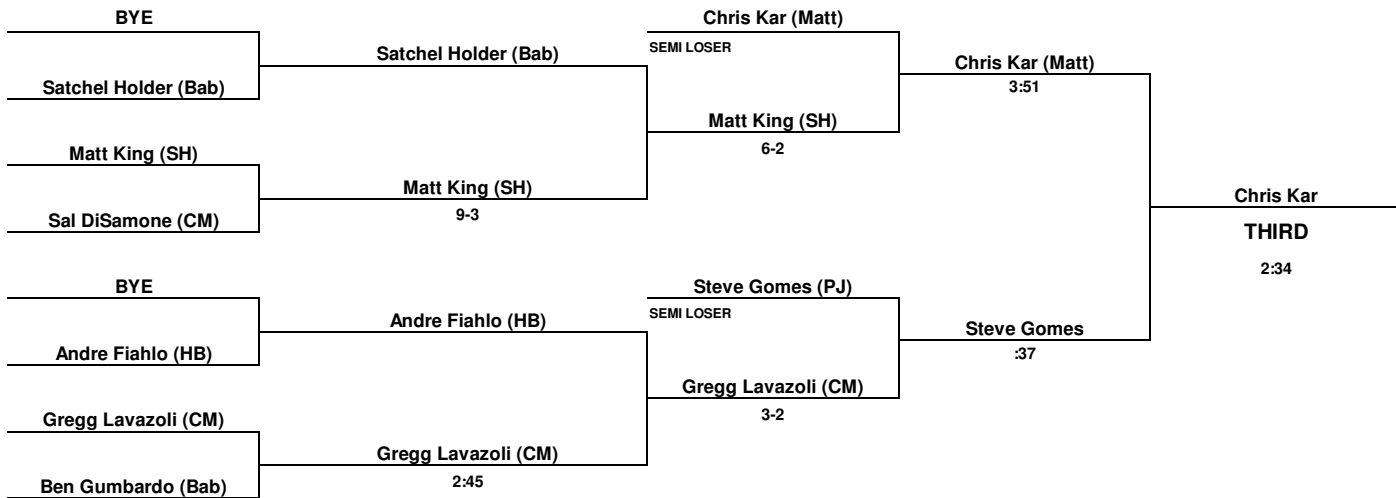 BYE
Chris Kar (Matt)
Satchel Holder (Bab)
SEMI LOSER
Chris Kar (Matt)
Satchel Holder (Bab)
3:51
Matt King (SH)
Matt King (SH)
6-2
Matt King (SH)
Chris Kar
Sal DiSamone (CM)
9-3
THIRD
2:34
BYE
Steve Gomes (PJ)
Andre Fiahlo (HB)
SEMI LOSER
Steve Gomes
Andre Fiahlo (HB)
:37
Gregg Lavazoli (CM)
Gregg Lavazoli (CM)
3-2
Gregg Lavazoli (CM)
Ben Gumbardo (Bab)
2:45